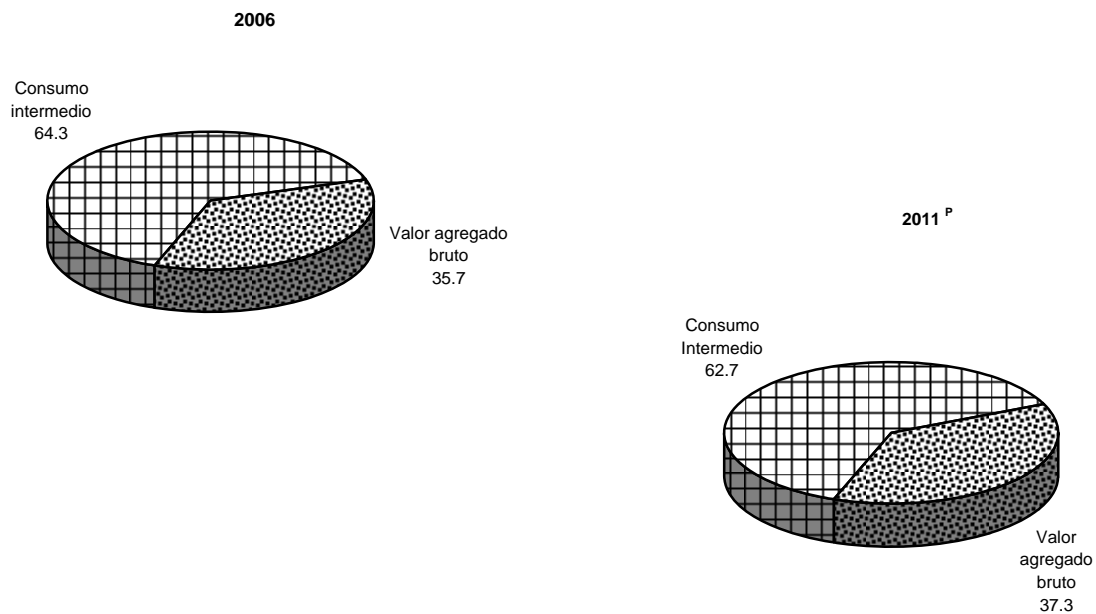 2006
Consumo
intermedio
64.3
Valor agregado
bruto
35.7
2011 P
Consumo
Intermedio
62.7
Valor
agregado
bruto
37.3